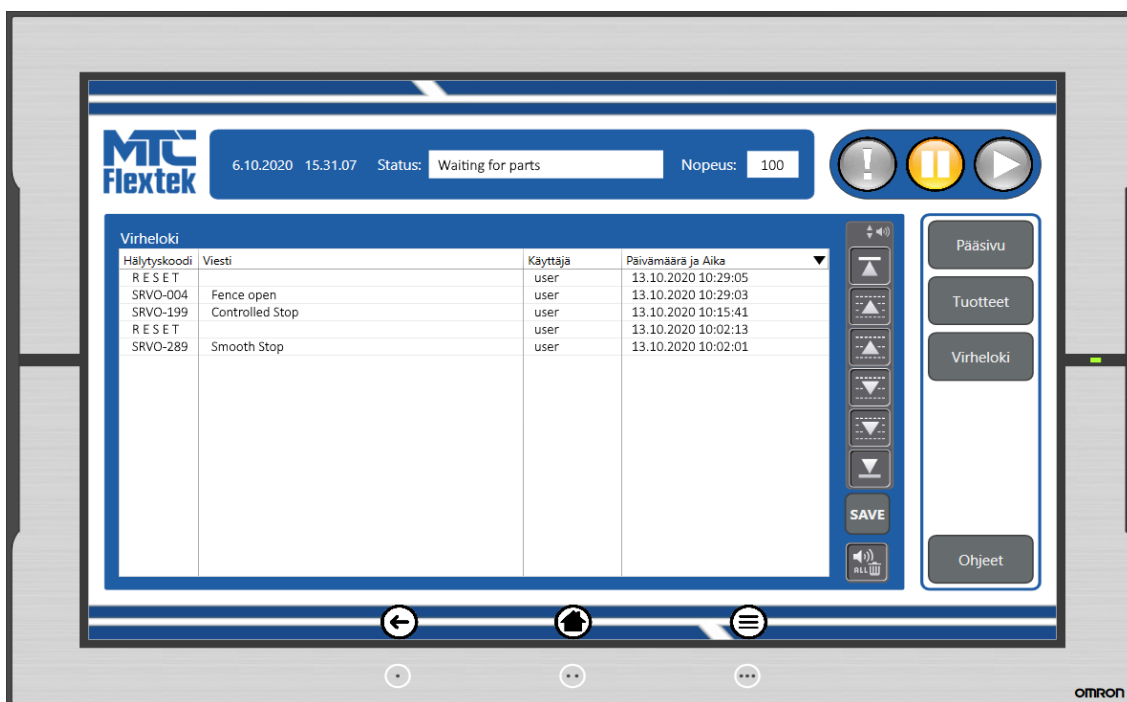 MTC
Flextek
6.10.2020 15.31.07 Status: Waiting for parts Nopeus: 100
Virheloki
Hälytyskoodi Viesti Käyttäjä Päivämäärä ja Aika
R E S E T user 13.10.2020 10:29:05
SRVO-004 Fence open user 13.10.2020 10:29:03
SRVO-199 Controlled Stop user 13.10.2020 10:15:41
R E S E T user 13.10.2020 10:02:13
SRVO-289 Smooth Stop user 13.10.2020 10:02:01
SAVE
ALL
Pääsivu
Tuotteet
Virheloki
Ohjeet
OMRON